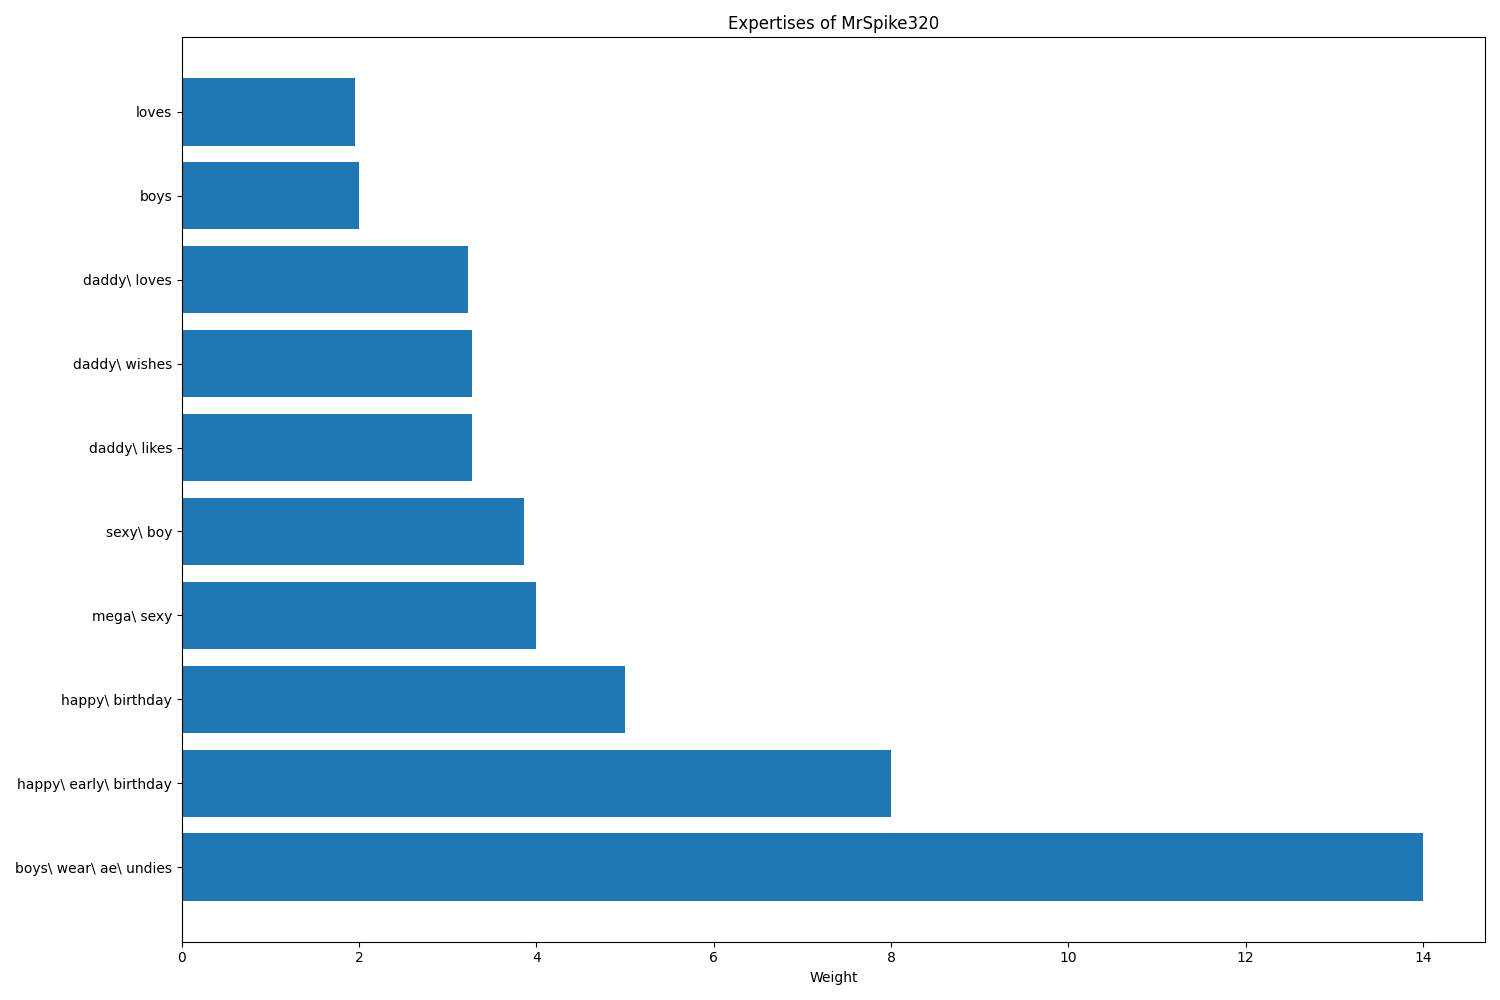 Expertises of MrSpike320
loves
boys
daddy\ loves
daddy\ wishes
daddy\ likes
sexy\ boy
mega\ sexy
happy\ birthday
happy\ early\ birthday
boys\ wear\ ae\ undies
0 2 4 6 8 10 12 14
Weight